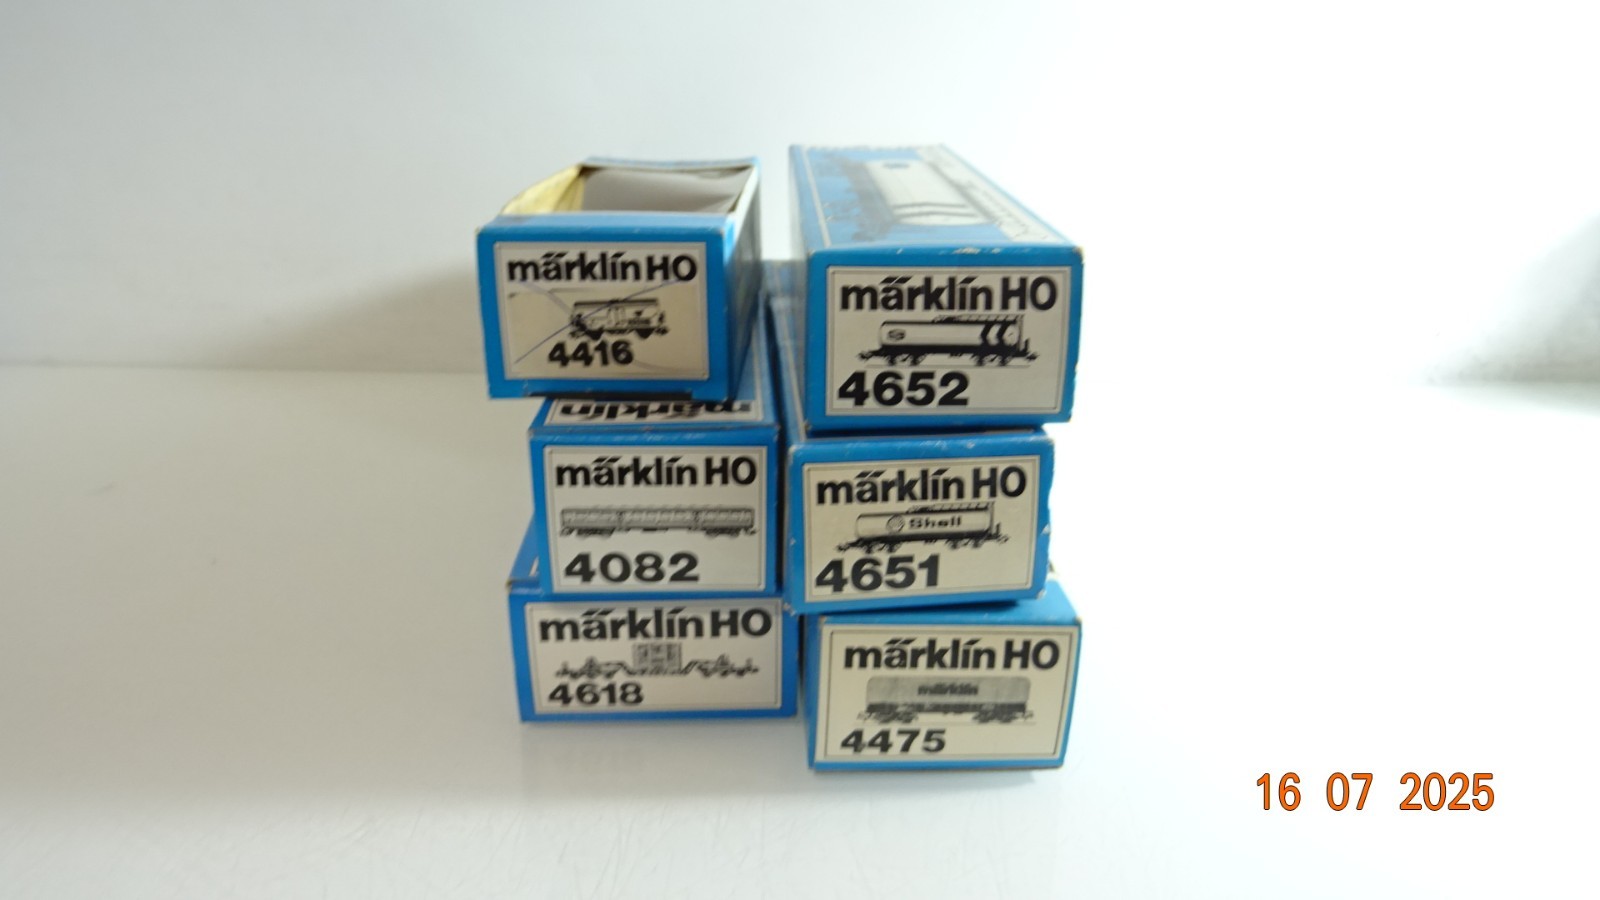 märklin HO
4416
märklin HO
4652
märklin
märklin HO
4082
märklin HO
Shell
4651
märklin HO
4618
märklin HO
märklin
4475
16 07 2025